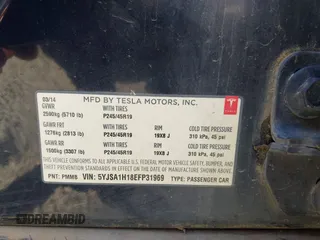 MFD BY TESLA MOTORS, INC.
03/14
GVWR
2590kg (5710 lb)
WITH TIRES
P245/45R19
GAWR FRT
1276kg (2813 lb)
WITH TIRES
P245/45R19
RIM
19X8 J
COLD TIRE PRESSURE
310 kPa, 45 psi
GAWR RR
1500kg (3307 lb)
WITH TIRES
P245/45R19
RIM
19X8 J
COLD TIRE PRESSURE
310 kPa, 45 psi
THIS VEHICLE CONFORMS TO ALL APPLICABLE U.S. FEDERAL MOTOR VEHICLE SAFETY, BUMPER, AND
THEFT PREVENTION STANDARDS IN EFFECT ON THE DATE OF MANUFACTURE SHOWN ABOVE.
PNT: PMMB VIN: 5YJSA1H18EFP31969 TYPE: PASSENGER CAR
TESLA
DREAMBID